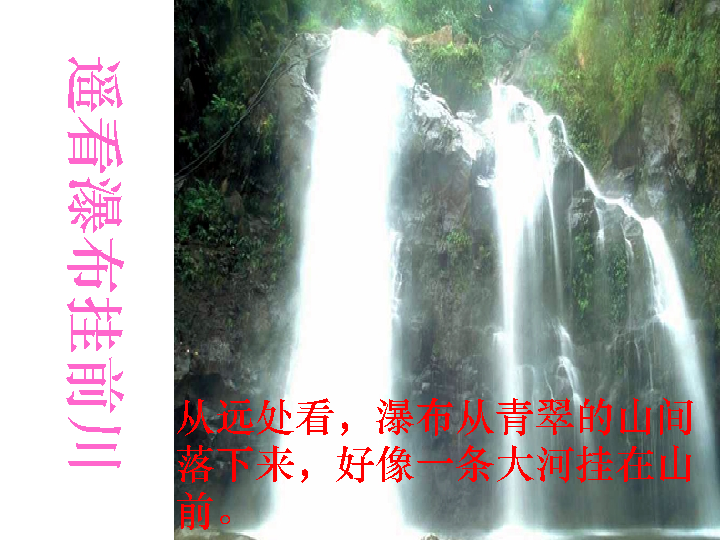 遥看瀑布挂前川
从远处看，瀑布从青翠的山间
落下来，好像一条大河挂在山
前。